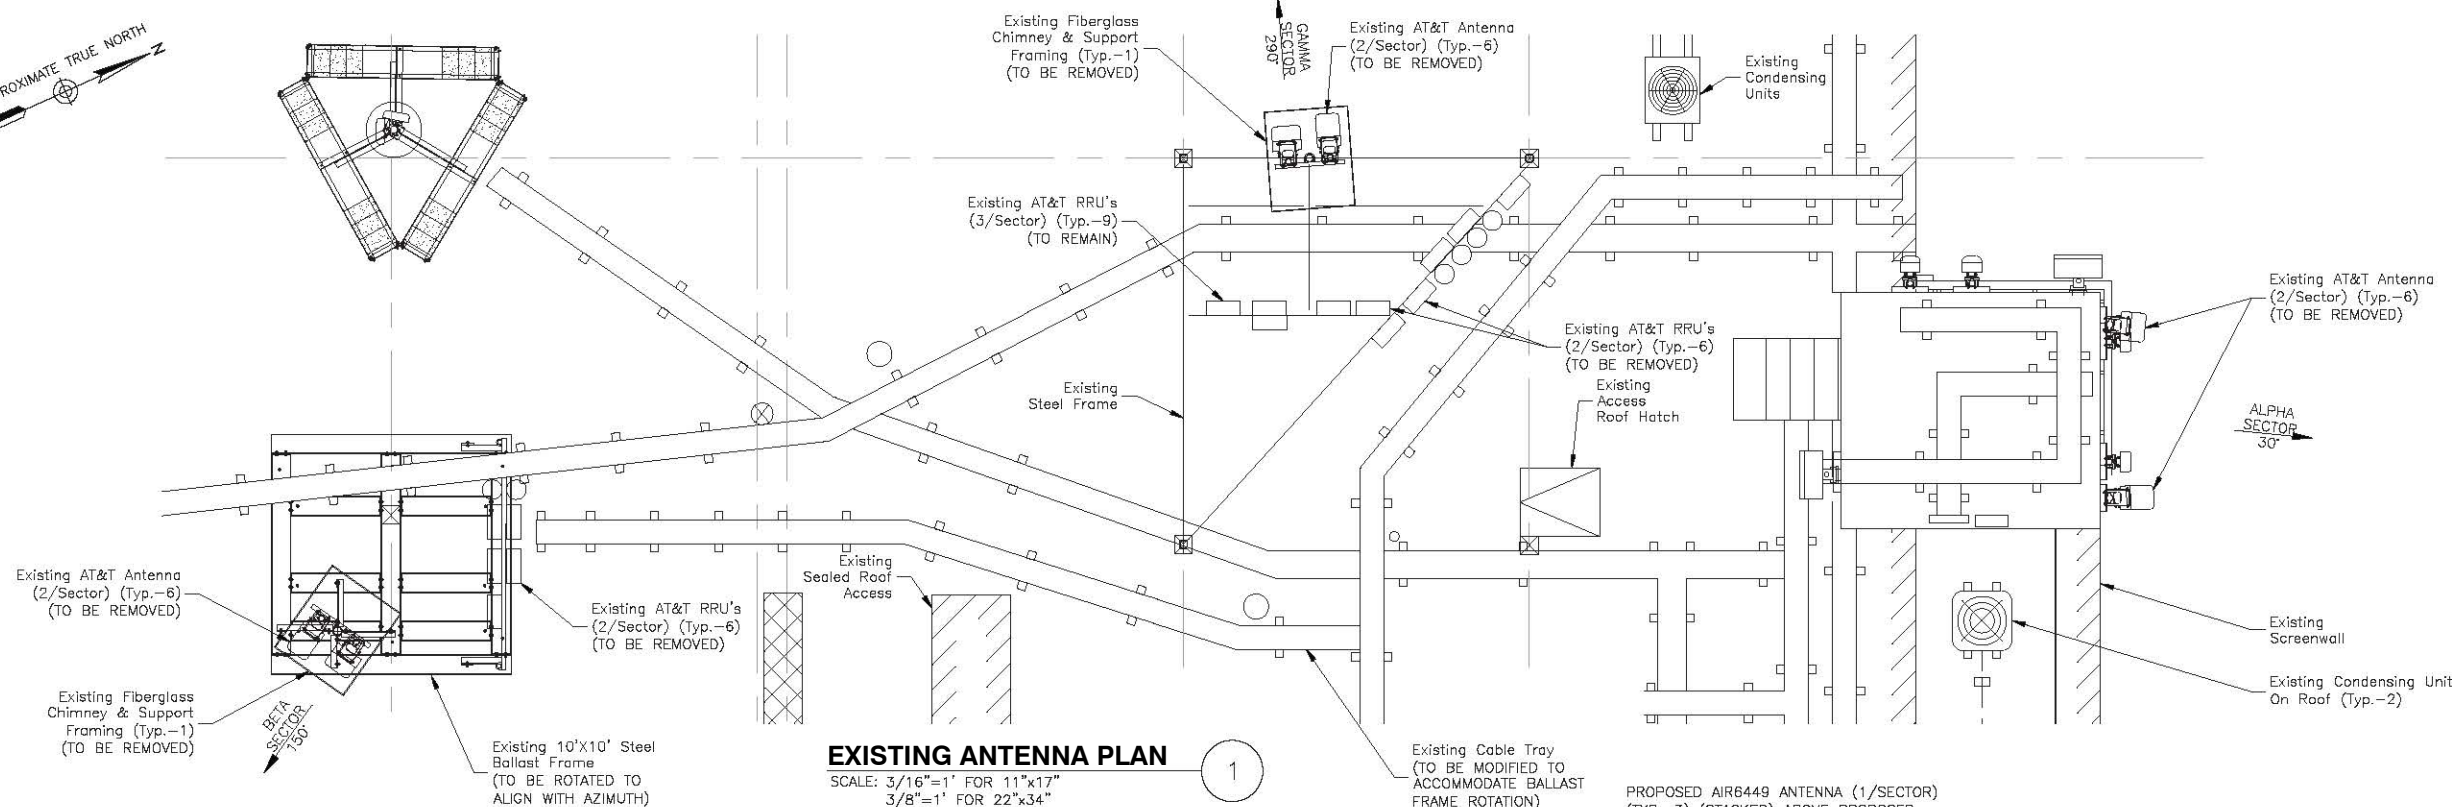 ROXIMATE TRUE NORTH
N
Existing Fiberglass
Chimney & Support
Framing (Typ.-1)
(TO BE REMOVED)
GAMMA
SECTOR
290°
Existing AT&T Antenna
(2/Sector) (Typ.-6)
(TO BE REMOVED)
Existing
Condensing
Units
Existing AT&T RRU's
(3/Sector) (Typ.-9)
(TO REMAIN)
Existing AT&T Antenna
(2/Sector) (Typ.-6)
(TO BE REMOVED)
Existing AT&T RRU's
(2/Sector) (Typ.-6)
(TO BE REMOVED)
Existing
Steel Frame
Existing
Access
Roof Hatch
ALPHA
SECTOR
30°
Existing AT&T Antenna
(2/Sector) (Typ.-6)
(TO BE REMOVED)
Existing
Sealed Roof
Access
Existing AT&T RRU's
(2/Sector) (Typ.-6)
(TO BE REMOVED)
Existing
Screenwall
Existing Condensing Unit
On Roof (Typ.-2)
Existing Fiberglass
Chimney & Support
Framing (Typ.-1)
(TO BE REMOVED)
BETA
SECTOR
150°
Existing 10'X10' Steel
Ballast Frame
(TO BE ROTATED TO
ALIGN WITH AZIMUTH)
EXISTING ANTENNA PLAN
1
SCALE: 3/16"=1' FOR 11"x17"
3/8"=1' FOR 22"x34"
Existing Cable Tray
(TO BE MODIFIED TO
ACCOMMODATE BALLAST
FRAME ROTATION)
PROPOSED AIR6449 ANTENNA (1/SECTOR)